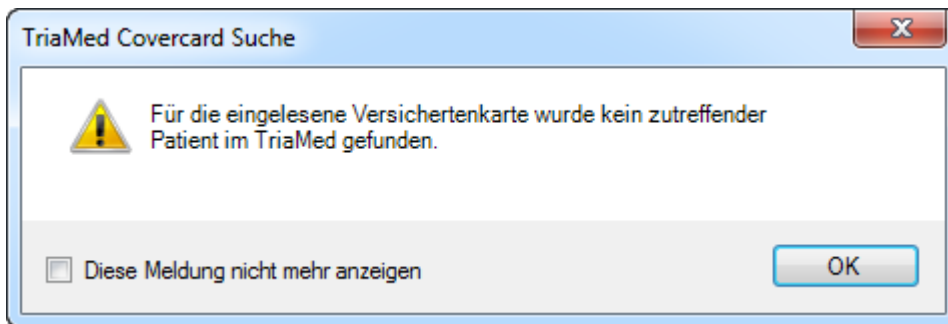 TriaMed Covercard Suche
Für die eingelesene Versichertenkarte wurde kein zutreffender
Patient im TriaMed gefunden.
Diese Meldung nicht mehr anzeigen
OK